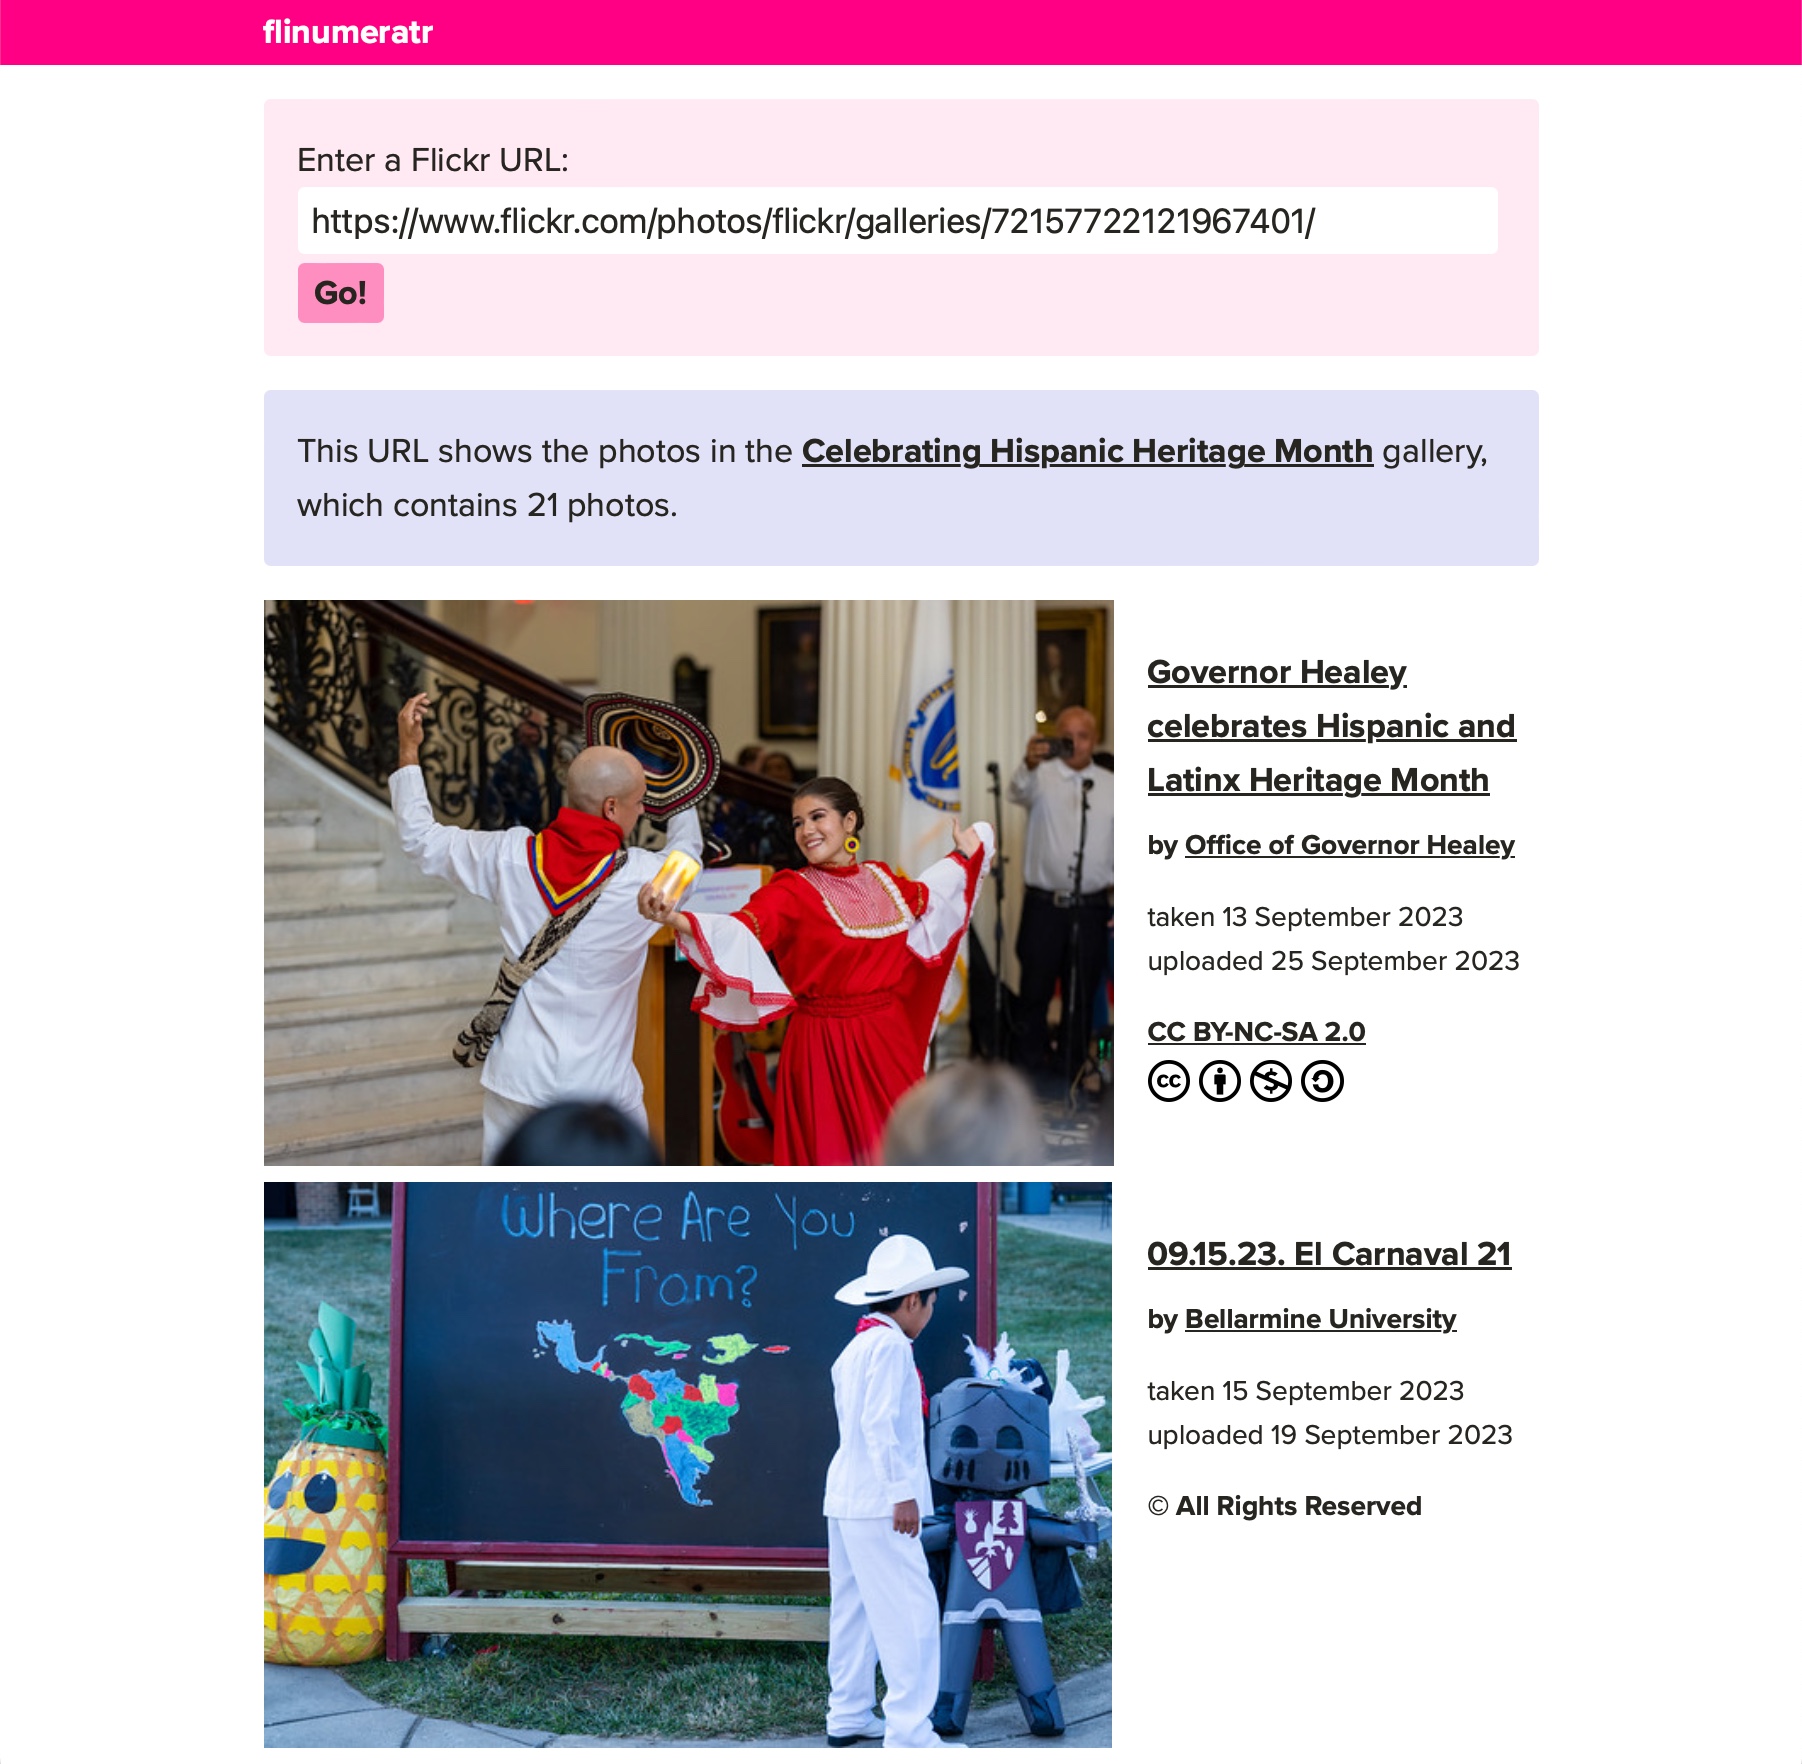 flinumeratr
Enter a Flickr URL:
https://www.flickr.com/photos/flickr/galleries/72157722121967401/
Go!
This URL shows the photos in the Celebrating Hispanic Heritage Month gallery,
which contains 21 photos.
Governor Healey
celebrates Hispanic and
Latinx Heritage Month
by Office of Governor Healey
taken 13 September 2023
uploaded 25 September 2023
CC BY-NC-SA 2.0
cc
Where Are You
From?
09.15.23. El Carnaval 21
by Bellarmine University
taken 15 September 2023
uploaded 19 September 2023
© All Rights Reserved